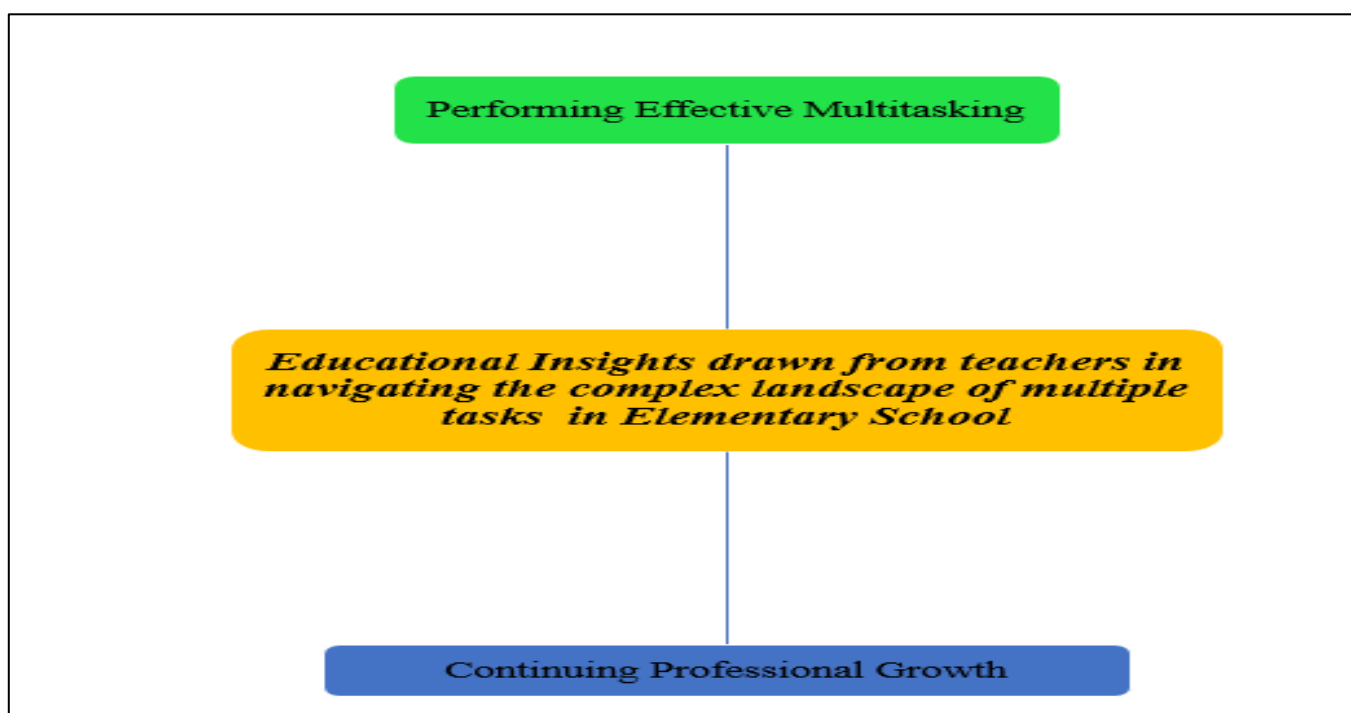 Performing Effective Multitasking
Educational Insights drawn from teachers in
navigating the complex landscape of multiple
tasks in Elementary School
Continuing Professional Growth